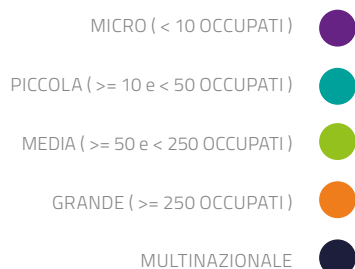 MICRO ( < 10 OCCUPATI )
PICCOLA ( >= 10 e < 50 OCCUPATI )
MEDIA ( >= 50 e < 250 OCCUPATI )
GRANDE ( >= 250 OCCUPATI )
MULTINAZIONALE